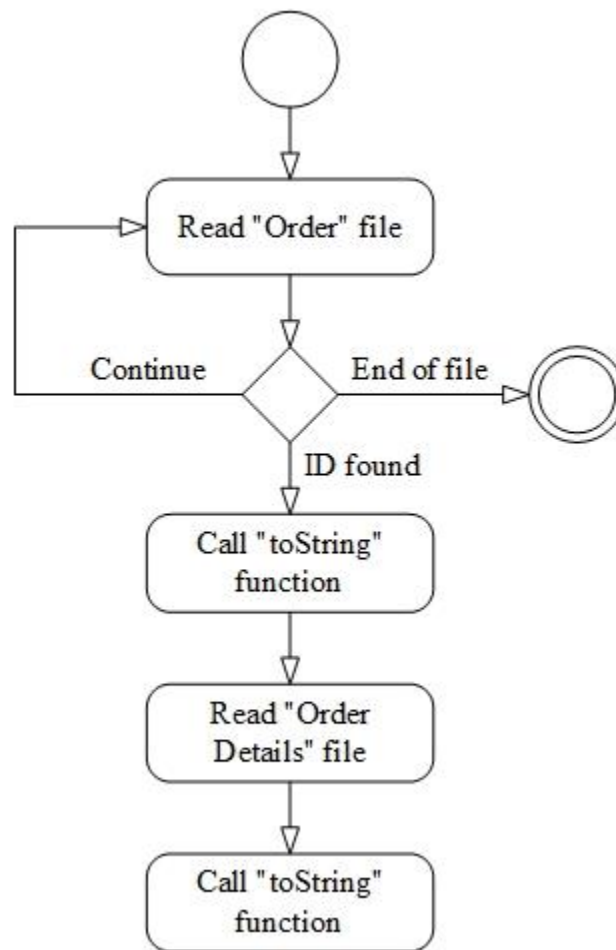 Read "Order" file
Continue
End of file
ID found
Call "toString"
function
Read "Order
Details" file
Call "toString"
function